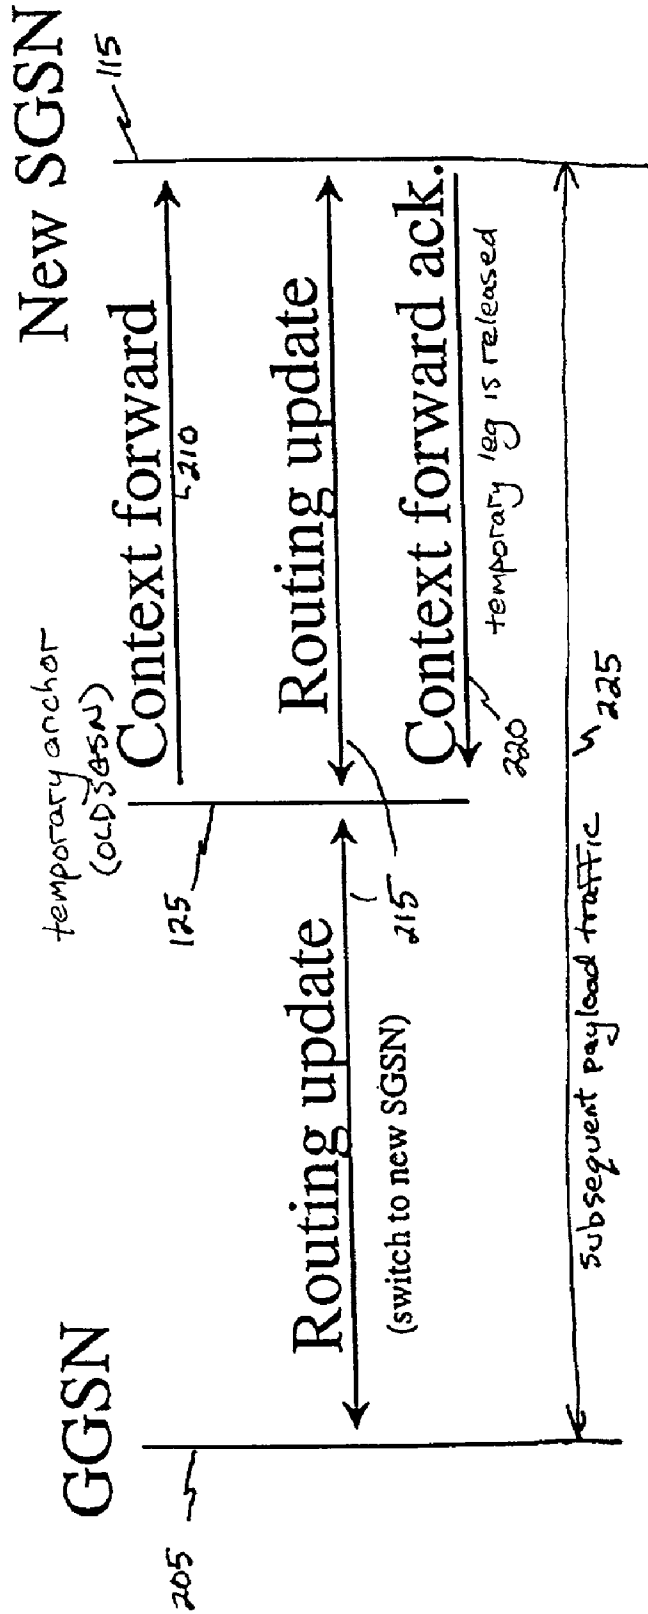 GGSN
temporary anchor
(OLD SGSN)
New SGSN
205
125
115
Context forward
210
Routing update
(switch to new SGSN)
215
Routing update
Context forward ack.
220
temporary leg is released
subsequent payload traffic
225